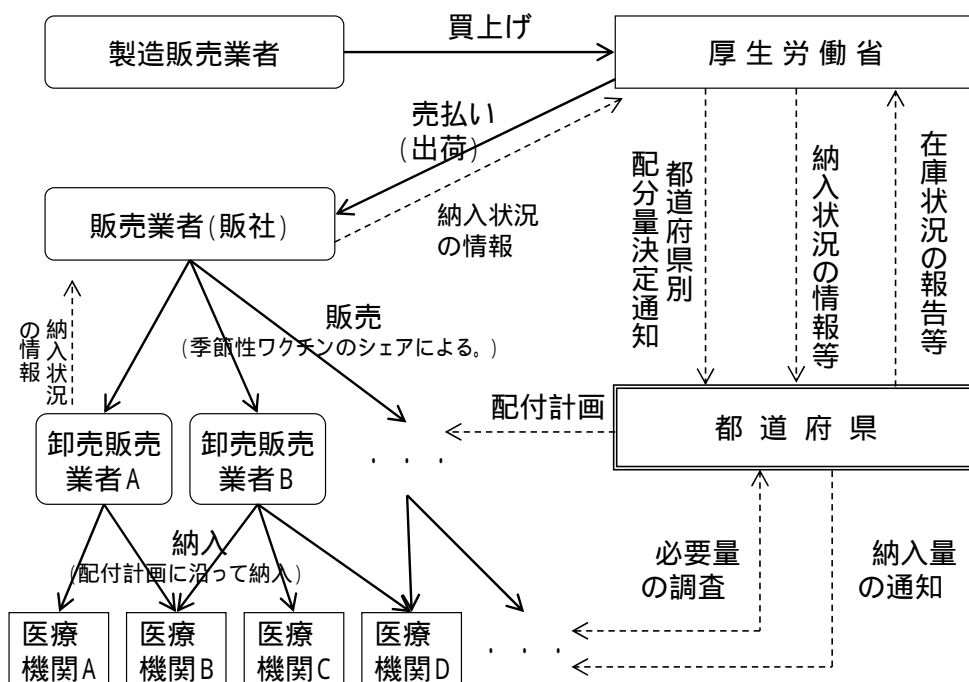 買上げ
製造販売業者
厚生労働省
売払い
(出荷)
販売業者(販社)
納入状況
の情報
都道府県別
配分量決定通知
納入状況の情報等
在庫状況の報告等
納入状況
の情報
販売
(季節性ワクチンのシェアによる。)
卸売販売
業者A
卸売販売
業者B
・・・
配付計画
都道府県
納入
(配付計画に沿って納入)
必要量
の調査
納入量
の通知
医療
機関A
医療
機関B
医療
機関C
医療
機関D
・・・